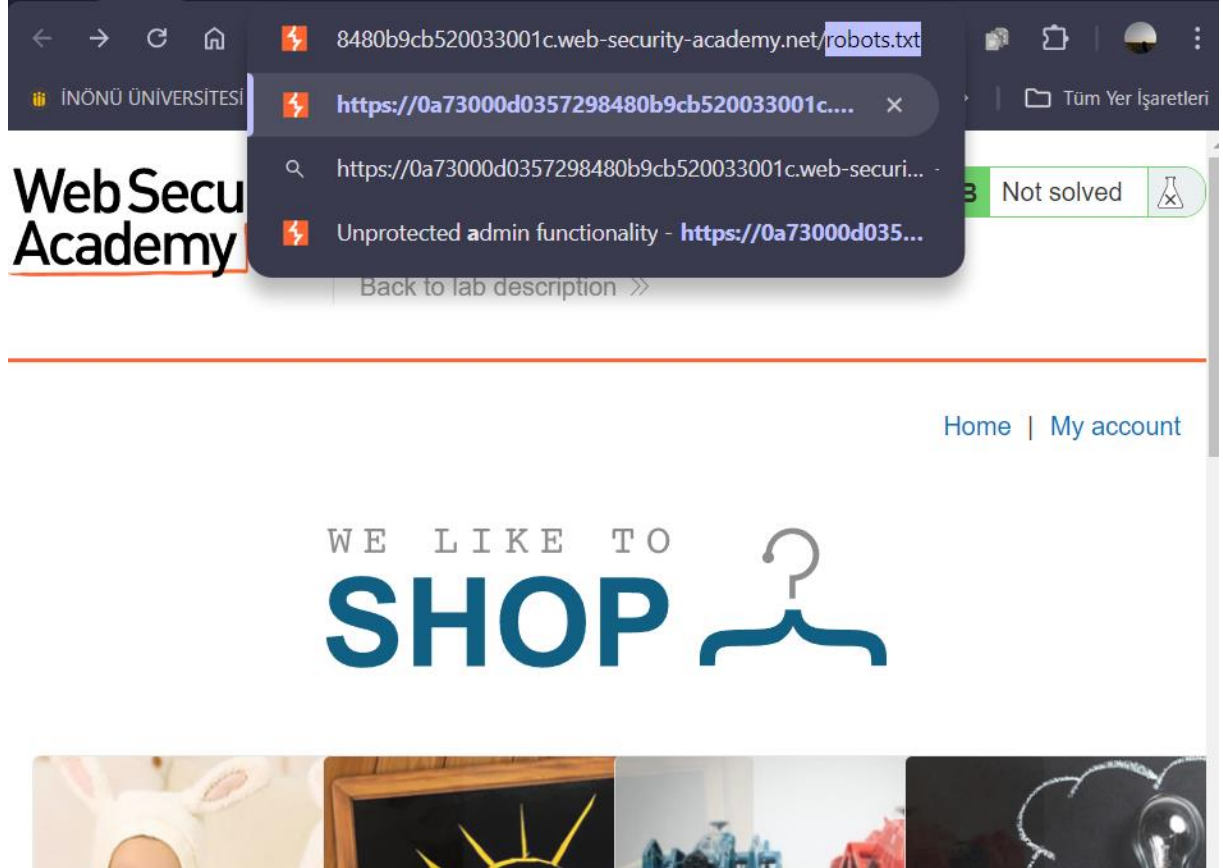 8480b9cb520033001c.web-security-academy.net/robots.txt
İNÖNÜ ÜNİVERSİTESİ
https://0a73000d0357298480b9cb520033001c....
Tüm Yer İşaretleri
https://0a73000d0357298480b9cb520033001c.web-securi... -
Unprotected admin functionality - https://0a73000d035...
Web Secu
Academy
B Not solved
Back to lab description >>
Home | My account
WE LIKE TO
SHOP